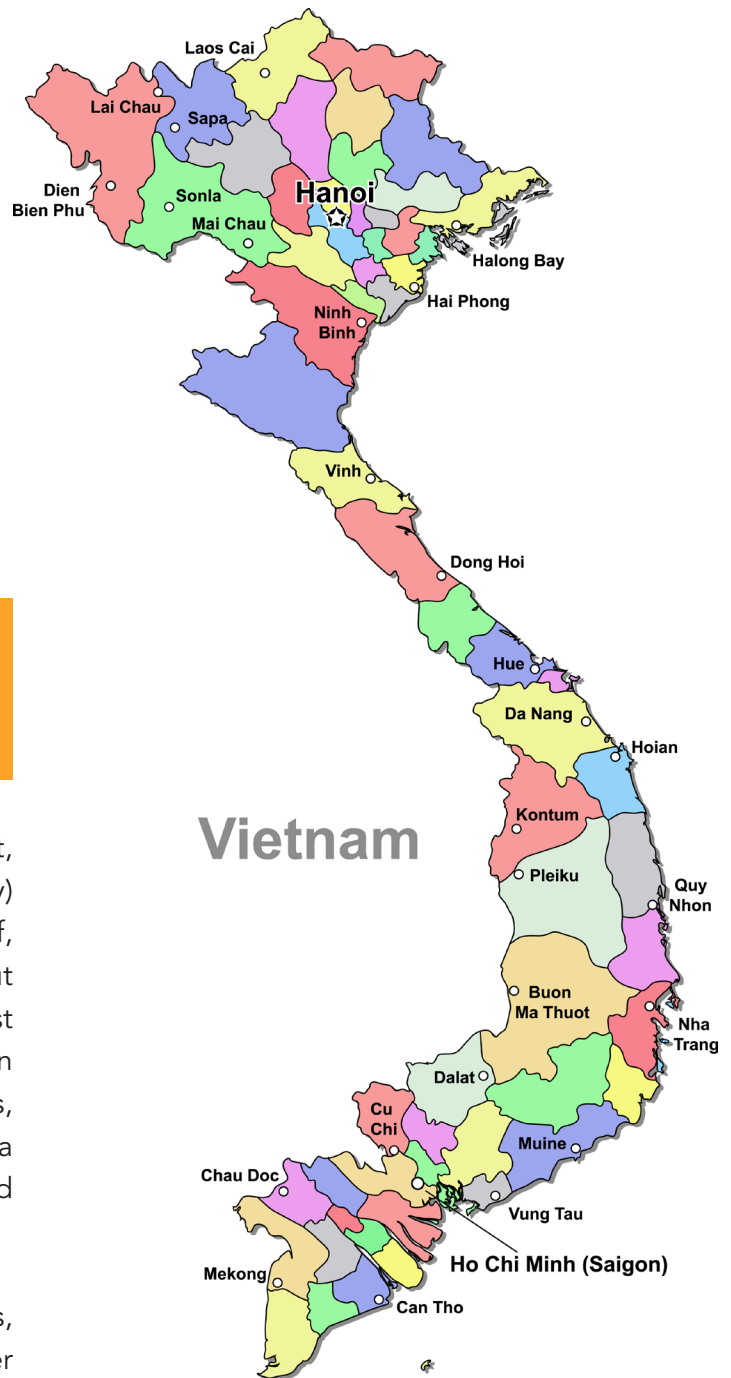 Laos Cai
Lai Chau
Sapa
Dien
Bien Phu
Sonla
Hanoi
Mai Chau
Halong Bay
Hai Phong
Ninh
Binh
Vinh
Dong Hoi
Hue
Da Nang
Hoian
Vietnam
Kontum
Pleiku
Quy
Nhon
Buon
Ma Thuot
Nha
Trang
Dalat
Cu
Chi
Muine
Chau Doc
Vung Tau
Ho Chi Minh (Saigon)
Mekong
Can Tho